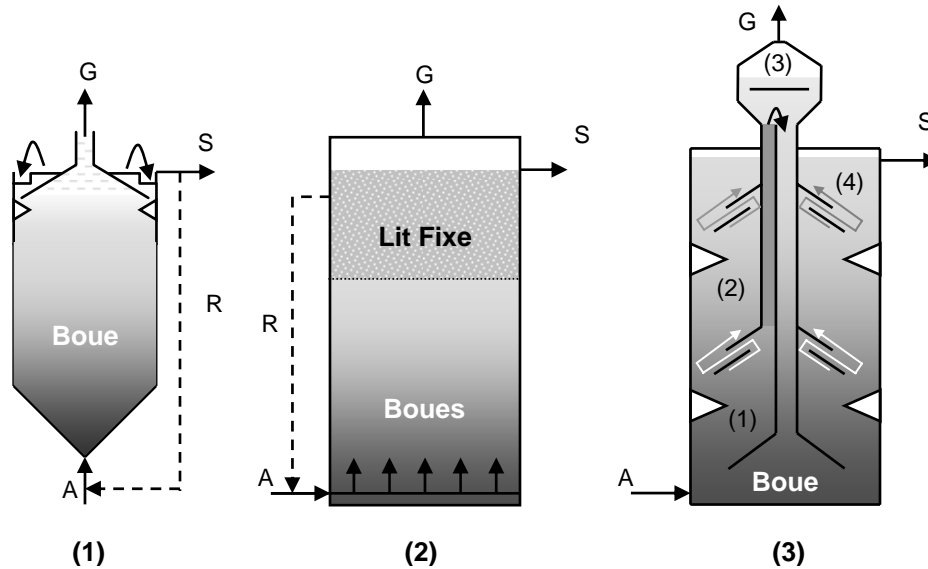 G
S
R
Boue
A
(1)
G
S
Lit Fixe
R
Boues
A
(2)
G
(3)
S
(4)
(2)
(1)
A
Boue
(3)